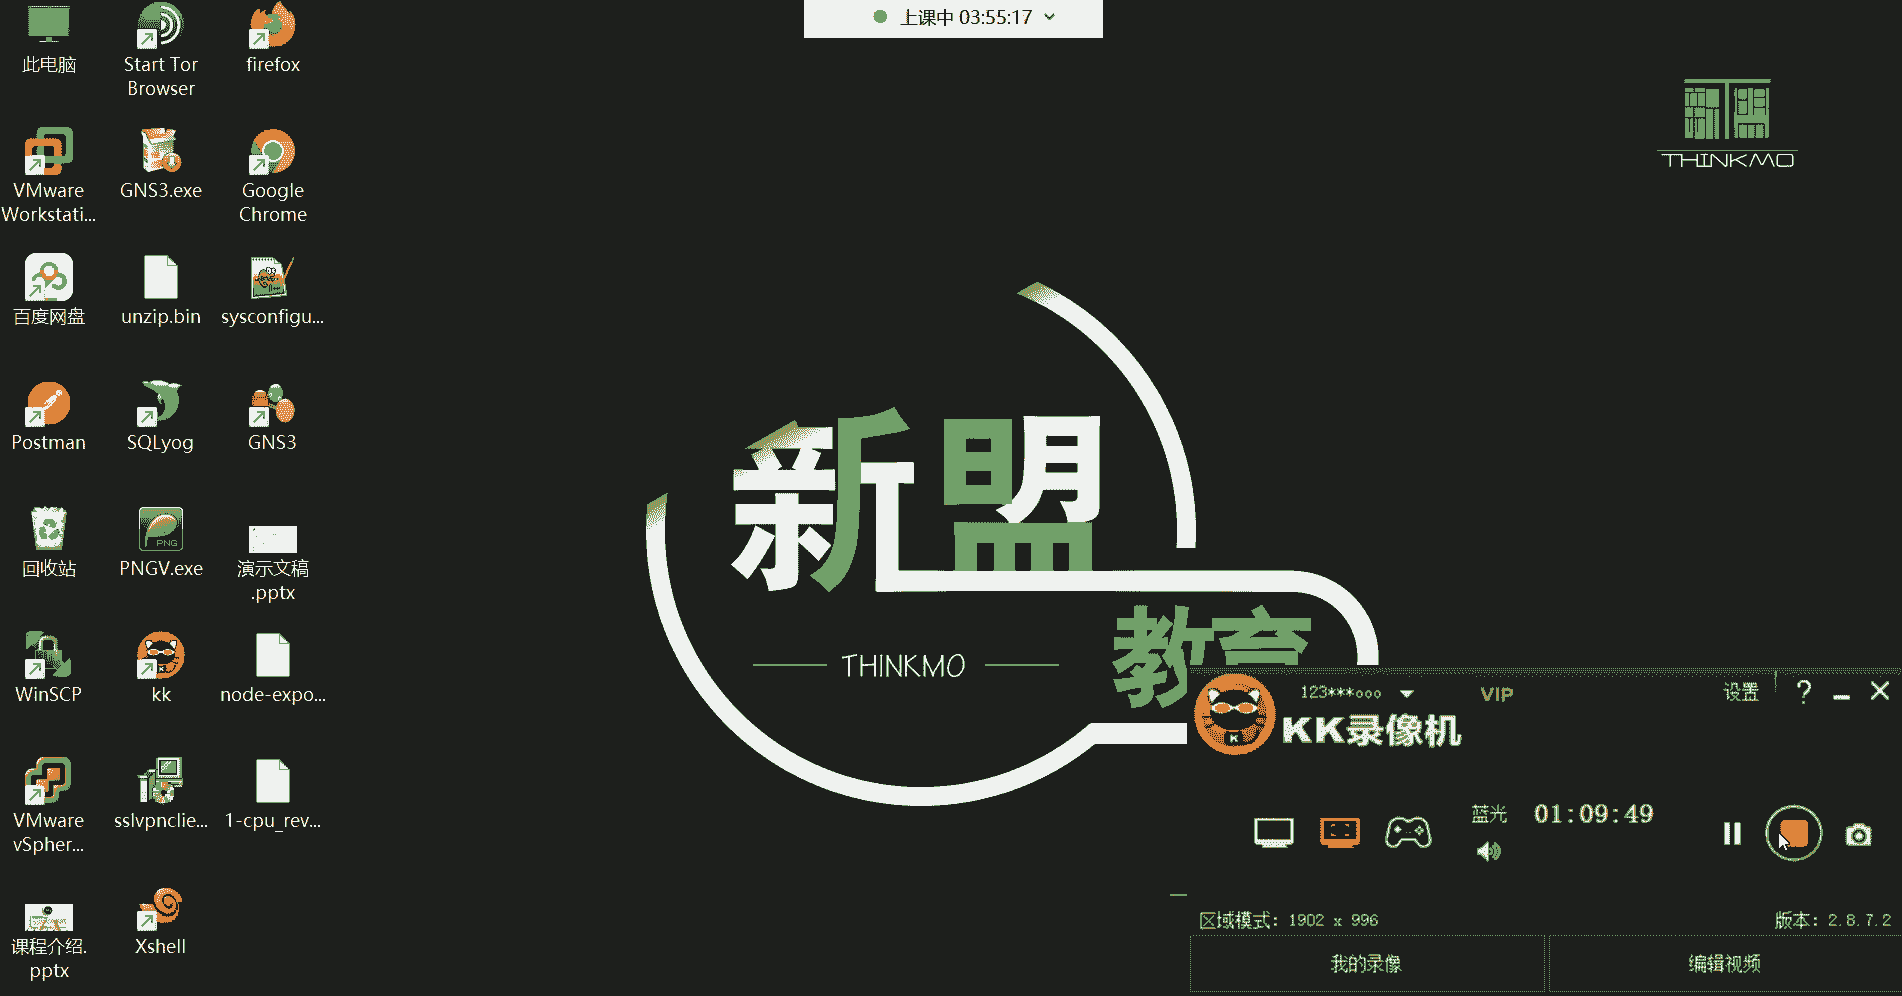 上课中 03:55:17
此电脑
Start Tor
Browser
firefox
THINKMO
VMware
Workstati...
GNS3.exe
Google
Chrome
百度网盘
unzip.bin
sysconfigu...
Postman
SQLyog
GNS3
新盟
教育
THINKMO
回收站
PNGV.exe
PNG
演示文稿
.pptx
WinSCP
kk
node-expo...
VMware
vSpher...
sslvpnclie...
1-cpu_rev...
课程介绍.
pptx
Xshell
123***ooo
VIP
设置
?
K
KK录像机
蓝光
01:09:49
区域模式: 1902 x 996
版本: 2.8.7.2
我的录像
编辑视频